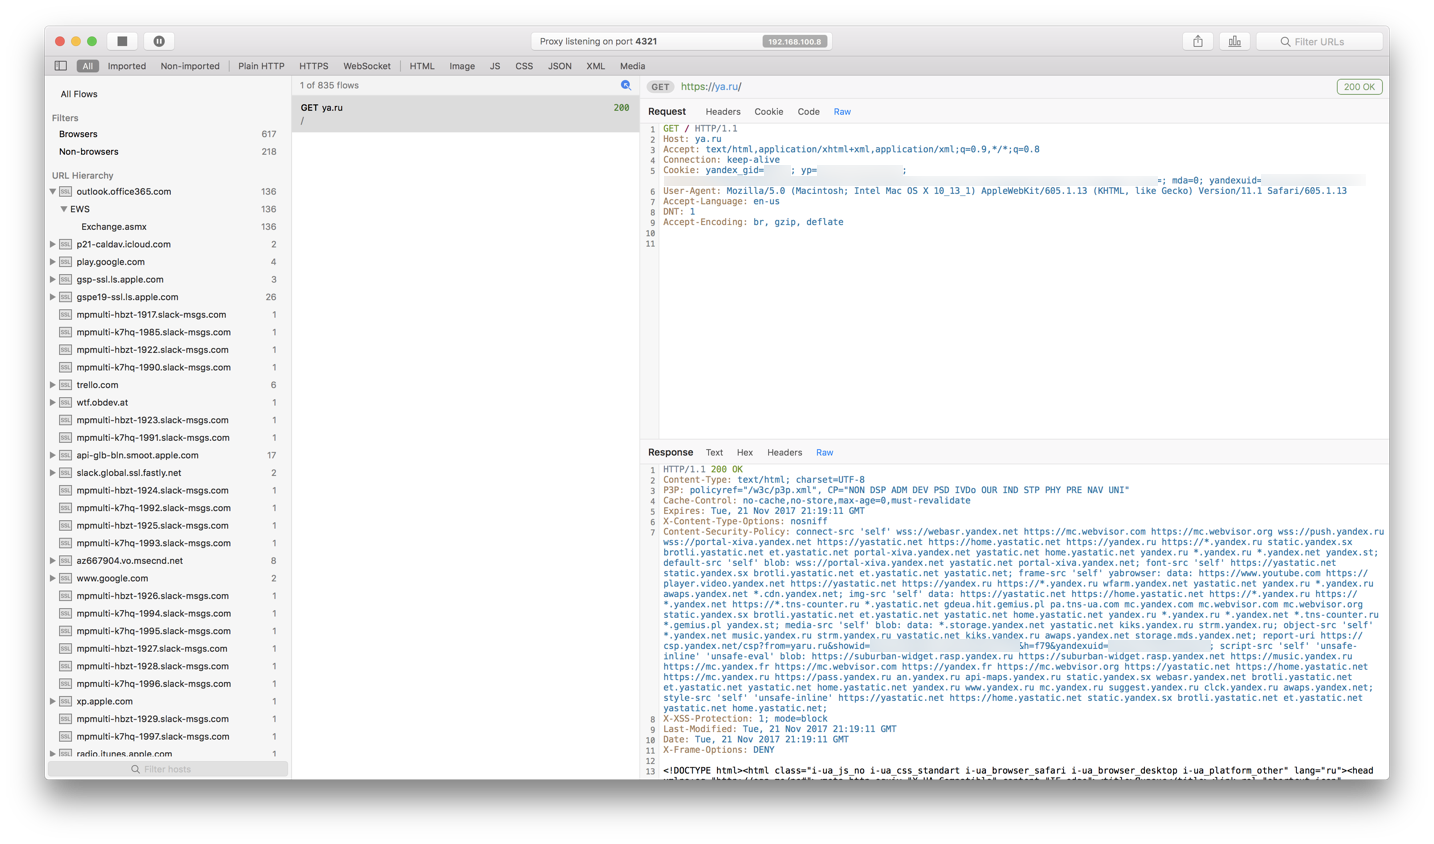 Proxy listening on port 4321
192.168.100.8
Filter URLs
All Imported Non-imported Plain HTTP HTTPS WebSocket HTML Image JS CSS JSON XML Media
All Flows
Filters
Browsers 617
Non-browsers 218
URL Hierarchy
SSL outlook.office365.com 136
EWS 136
Exchange.asmx 136
SSL p21-caldav.icloud.com 2
SSL play.google.com 4
SSL gsp-ssl.ls.apple.com 3
SSL gspe19-ssl.ls.apple.com 26
SSL mpmulti-hbzt-1917.slack-msgs.com 1
SSL mpmulti-k7hq-1985.slack-msgs.com 1
SSL mpmulti-hbzt-1922.slack-msgs.com 1
SSL mpmulti-k7hq-1990.slack-msgs.com 1
SSL trello.com 6
SSL wtf.obdev.at 1
SSL mpmulti-hbzt-1923.slack-msgs.com 1
SSL mpmulti-k7hq-1991.slack-msgs.com 1
SSL api-glb-bln.smoot.apple.com 17
SSL slack.global.ssl.fastly.net 2
SSL mpmulti-hbzt-1924.slack-msgs.com 1
SSL mpmulti-k7hq-1992.slack-msgs.com 1
SSL mpmulti-hbzt-1925.slack-msgs.com 1
SSL mpmulti-k7hq-1993.slack-msgs.com 1
SSL az667904.vo.msecnd.net 8
SSL www.google.com 2
SSL mpmulti-hbzt-1926.slack-msgs.com 1
SSL mpmulti-k7hq-1994.slack-msgs.com 1
SSL mpmulti-k7hq-1995.slack-msgs.com 1
SSL mpmulti-hbzt-1927.slack-msgs.com 1
SSL mpmulti-hbzt-1928.slack-msgs.com 1
SSL mpmulti-k7hq-1996.slack-msgs.com 1
SSL xp.apple.com 1
SSL mpmulti-hbzt-1929.slack-msgs.com 1
SSL mpmulti-k7hq-1997.slack-msgs.com 1
SSL radio.itunes.apple.com 1
Filter hosts
1 of 835 flows
GET ya.ru 200
/
GET https://ya.ru/ 200 OK
Request Headers Cookie Code Raw
1 GET / HTTP/1.1
2 Host: ya.ru
3 Accept: text/html,application/xhtml+xml,application/xml;q=0.9,*/*;q=0.8
4 Connection: keep-alive
5 Cookie: yandex_gid= ; yp= ;
=; mda=0; yandexuid=
6 User-Agent: Mozilla/5.0 (Macintosh; Intel Mac OS X 10_13_1) AppleWebKit/605.1.13 (KHTML, like Gecko) Version/11.1 Safari/605.1.13
7 Accept-Language: en-us
8 DNT: 1
9 Accept-Encoding: br, gzip, deflate
10
11
Response Text Hex Headers Raw
1 HTTP/1.1 200 OK
2 Content-Type: text/html; charset=UTF-8
3 P3P: policyref="/w3c/p3p.xml", CP="NON DSP ADM DEV PSD IVDo OUR IND STP PHY PRE NAV UNI"
4 Cache-Control: no-cache,no-store,max-age=0,must-revalidate
5 Expires: Tue, 21 Nov 2017 21:19:11 GMT
6 X-Content-Type-Options: nosniff
7 Content-Security-Policy: connect-src 'self' wss://webasr.yandex.net https://mc.webvisor.com https://mc.webvisor.org wss://push.yandex.ru
wss://portal-xiva.yandex.net https://yastatic.net https://home.yastatic.net https://yandex.ru https://*.yandex.ru static.yandex.sx
brotli.yastatic.net et.yastatic.net portal-xiva.yandex.net yastatic.net home.yastatic.net yandex.ru *.yandex.ru *.yandex.net yandex.st;
default-src 'self' blob: wss://portal-xiva.yandex.net yastatic.net portal-xiva.yandex.net; font-src 'self' https://yastatic.net
static.yandex.sx brotli.yastatic.net et.yastatic.net yastatic.net; frame-src 'self' yabrowser: data: https://www.youtube.com https://
player.video.yandex.net https://yastatic.net https://yandex.ru https://*.yandex.ru wfarm.yandex.net yastatic.net yandex.ru *.yandex.ru
awaps.yandex.net *.cdn.yandex.net; img-src 'self' data: https://yastatic.net https://home.yastatic.net https://*.yandex.ru https://
*.yandex.net https://*.tns-counter.ru *.yastatic.net gdeua.hit.gemius.pl pa.tns-ua.com mc.yandex.com mc.webvisor.com mc.webvisor.org
static.yandex.sx brotli.yastatic.net et.yastatic.net yastatic.net home.yastatic.net yandex.ru *.yandex.ru *.yandex.net *.tns-counter.ru
*.gemius.pl yandex.st; media-src 'self' blob: data: *.storage.yandex.net yastatic.net kiks.yandex.ru strm.yandex.ru; object-src 'self'
*.yandex.net music.yandex.ru strm.yandex.ru yastatic.net kiks.yandex.ru awaps.yandex.net storage.mds.yandex.net; report-uri https://
csp.yandex.net/csp?from=yaru.ru&showid= &h=f79&yandexuid= ; script-src 'self' 'unsafe-
inline' 'unsafe-eval' blob: https://suburban-widget.rasp.yandex.ru https://suburban-widget.rasp.yandex.net https://music.yandex.ru
https://mc.yandex.fr https://mc.webvisor.com https://yandex.fr https://mc.webvisor.org https://yastatic.net https://home.yastatic.net
https://mc.yandex.ru https://pass.yandex.ru an.yandex.ru api-maps.yandex.ru static.yandex.sx webasr.yandex.net brotli.yastatic.net
et.yastatic.net yastatic.net home.yastatic.net yandex.ru www.yandex.ru mc.yandex.ru suggest.yandex.ru clck.yandex.ru awaps.yandex.net;
style-src 'self' 'unsafe-inline' https://yastatic.net https://home.yastatic.net static.yandex.sx brotli.yastatic.net et.yastatic.net
yastatic.net home.yastatic.net;
8 X-XSS-Protection: 1; mode=block
9 Last-Modified: Tue, 21 Nov 2017 21:19:11 GMT
10 Date: Tue, 21 Nov 2017 21:19:11 GMT
11 X-Frame-Options: DENY
12
13 <!DOCTYPE html><html class="i-ua_js_no i-ua_css_standart i-ua_browser_safari i-ua_browser_desktop i-ua_platform_other" lang="ru"><head